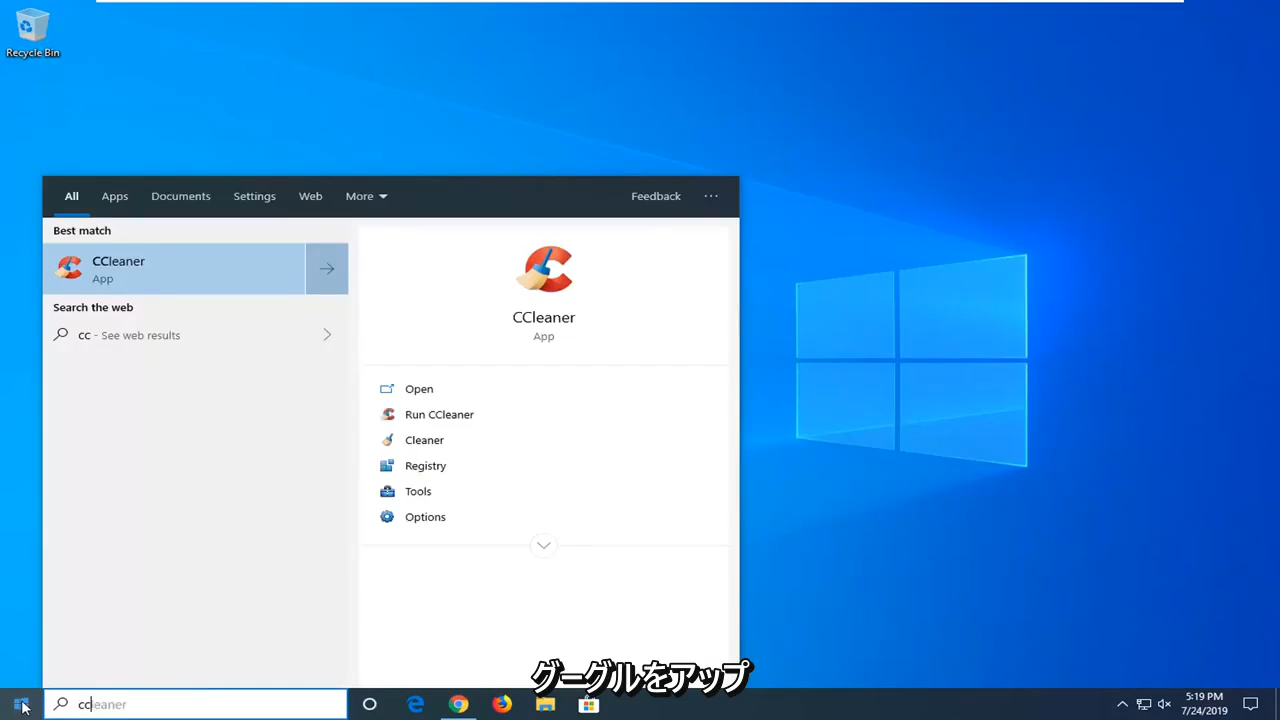 Recycle Bin
All Apps Documents Settings Web More Feedback ...
Best match
CCleaner
App
Search the web
cc - See web results
CCleaner
App
Open
Run CCleaner
Cleaner
Registry
Tools
Options
グーグルをアップ
ccleaner
5:19 PM
7/24/2019